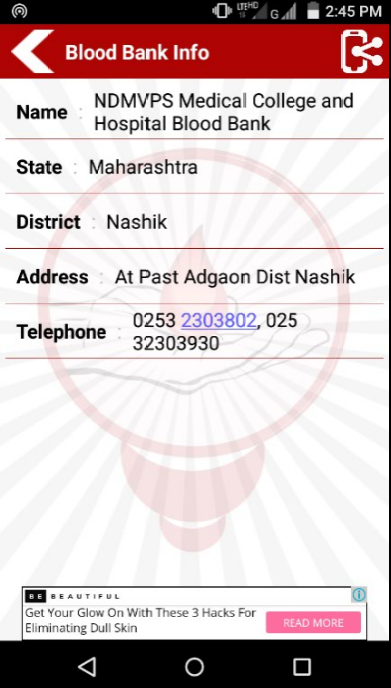 LTE HD G 2:45 PM
Blood Bank Info
Name : NDMVPS Medical College and
Hospital Blood Bank
State : Maharashtra
District : Nashik
Address : At Past Adgaon Dist Nashik
Telephone : 0253 2303802, 025
32303930
BE BEAUTIFUL
Get Your Glow On With These 3 Hacks For
Eliminating Dull Skin
READ MORE